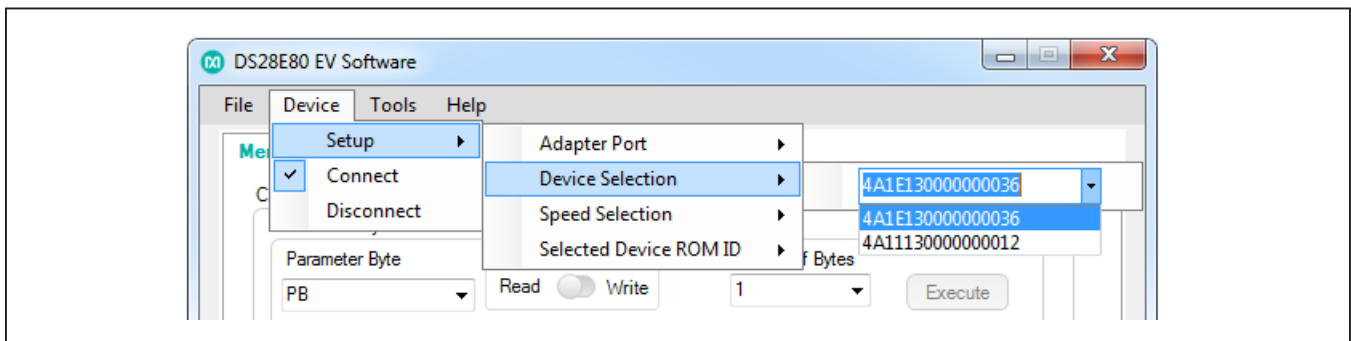 DS28E80 EV Software
File Device Tools Help
Setup
Connect
Disconnect
Adapter Port
Device Selection
Speed Selection
Selected Device ROM ID
4A1E130000000036
4A1E130000000036
4A11130000000012
Parameter Byte
PB
Read Write
Bytes
1
Execute